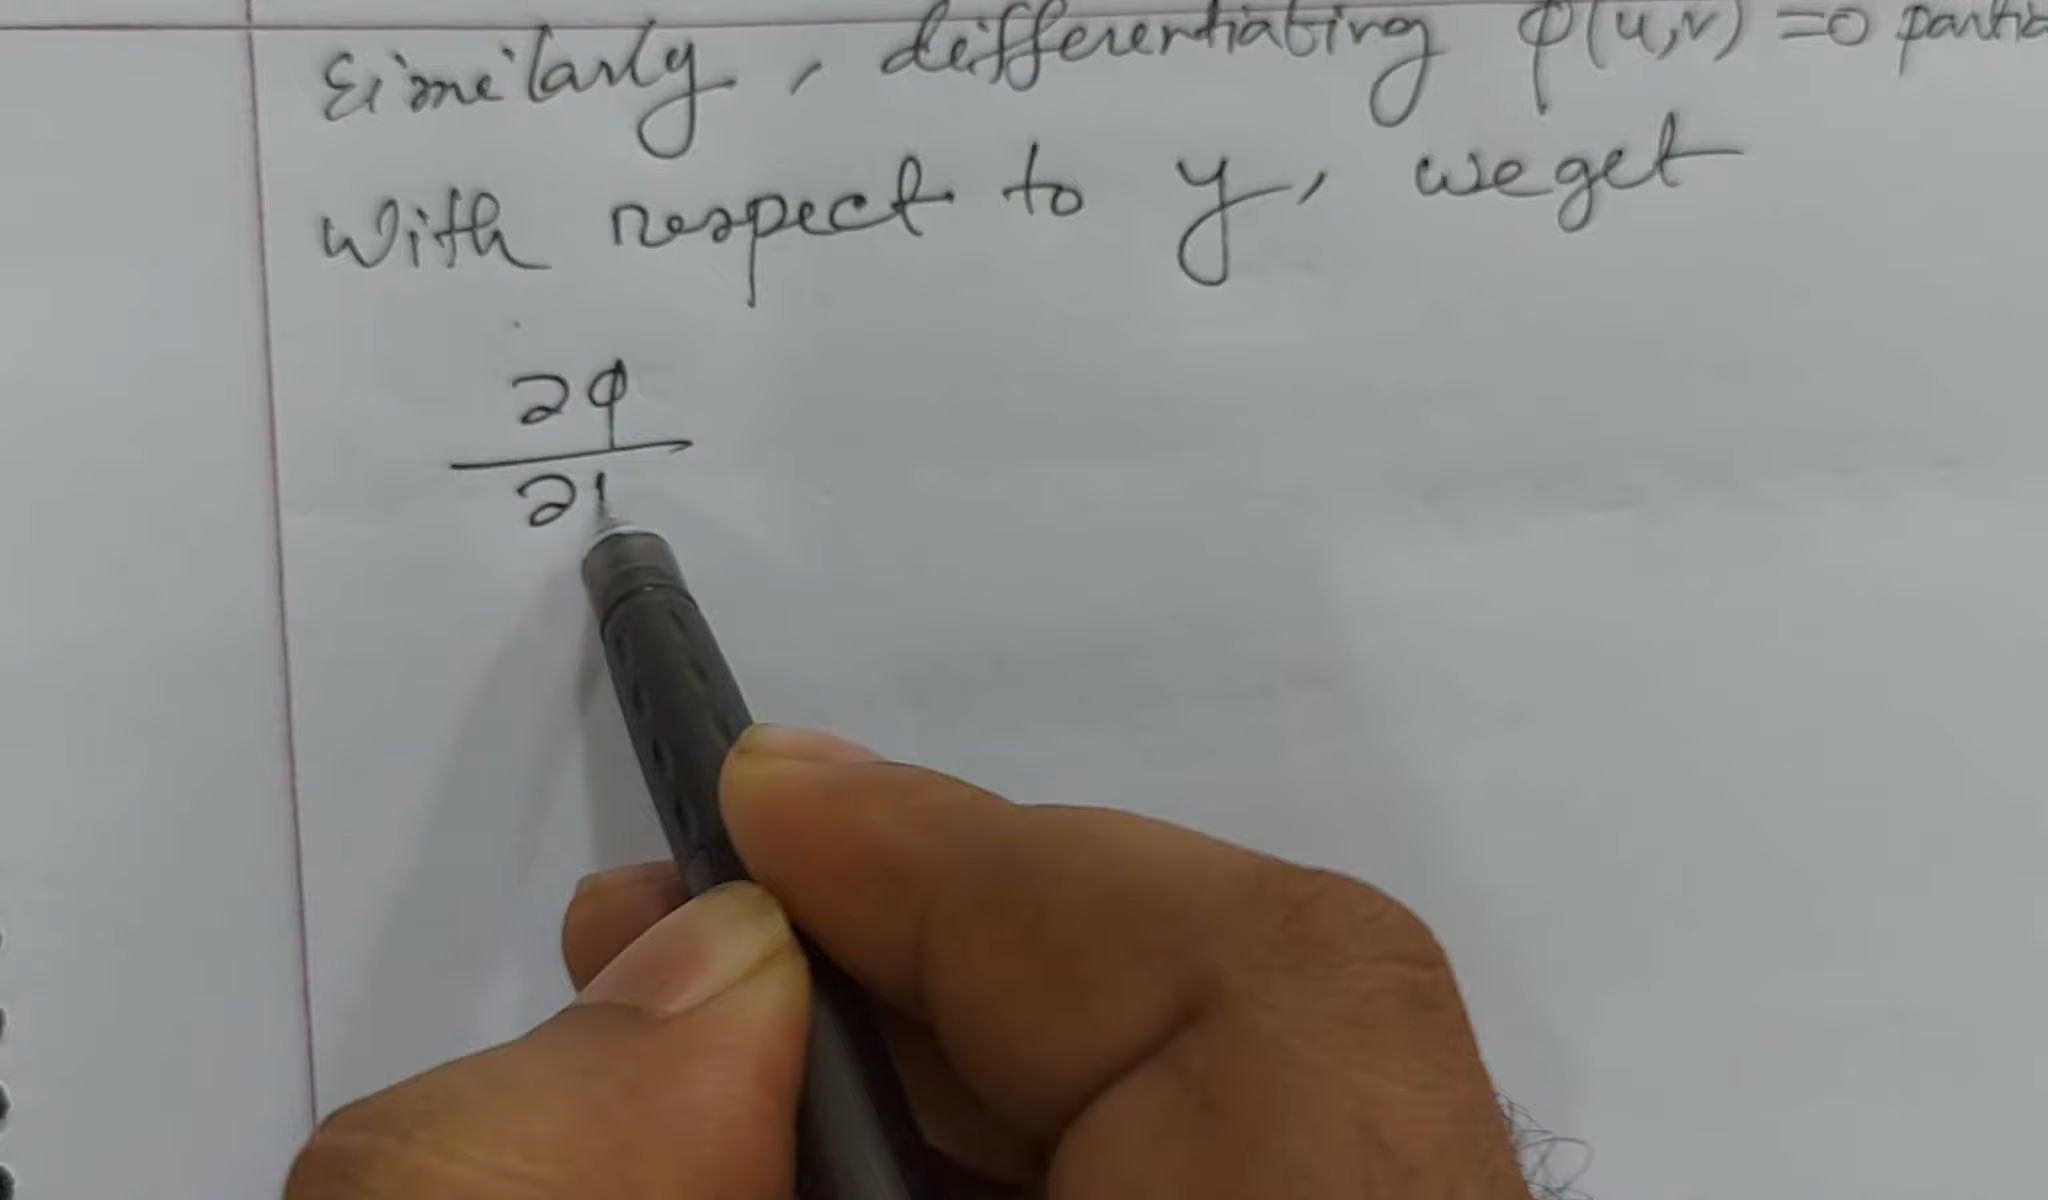 Similarly, differentiating φ(u,v) =0 partia
with respect to y, we get
∂φ
∂